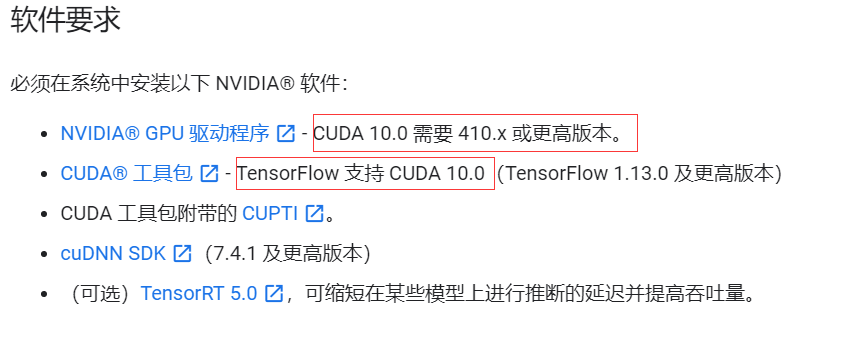 软件要求
必须在系统中安装以下 NVIDIA® 软件：
• NVIDIA® GPU 驱动程序 - CUDA 10.0 需要 410.x 或更高版本。
• CUDA® 工具包 - TensorFlow 支持 CUDA 10.0 (TensorFlow 1.13.0 及更高版本)
• CUDA 工具包附带的 CUPTI 。
• cuDNN SDK （7.4.1 及更高版本）
• （可选）TensorRT 5.0 ，可缩短在某些模型上进行推断的延迟并提高吞吐量。